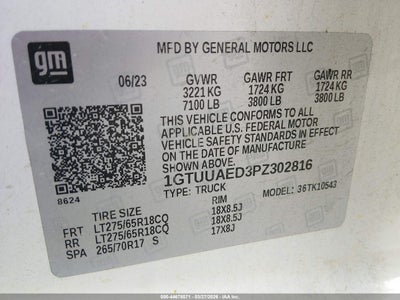 gm
MFD BY GENERAL MOTORS LLC
06/23 GVWR GAWR FRT GAWR RR
3221 KG 1724 KG 1724 KG
7100 LB 3800 LB 3800 LB
THIS VEHICLE CONFORMS TO ALL
APPLICABLE U.S. FEDERAL MOTOR
VEHICLE SAFETY STANDARDS IN EFFECT
ON THE DATE OF MANUFACTURE
SHOWN ABOVE.
1GTUUAED3PZ302816
8624
TYPE: TRUCK MODEL: 36TK10543
TIRE SIZE RIM
FRT LT275/65R18CQ 18X8.5J
RR LT275/65R18CQ 18X8.5J
SPA 265/70R17 S 17X8J